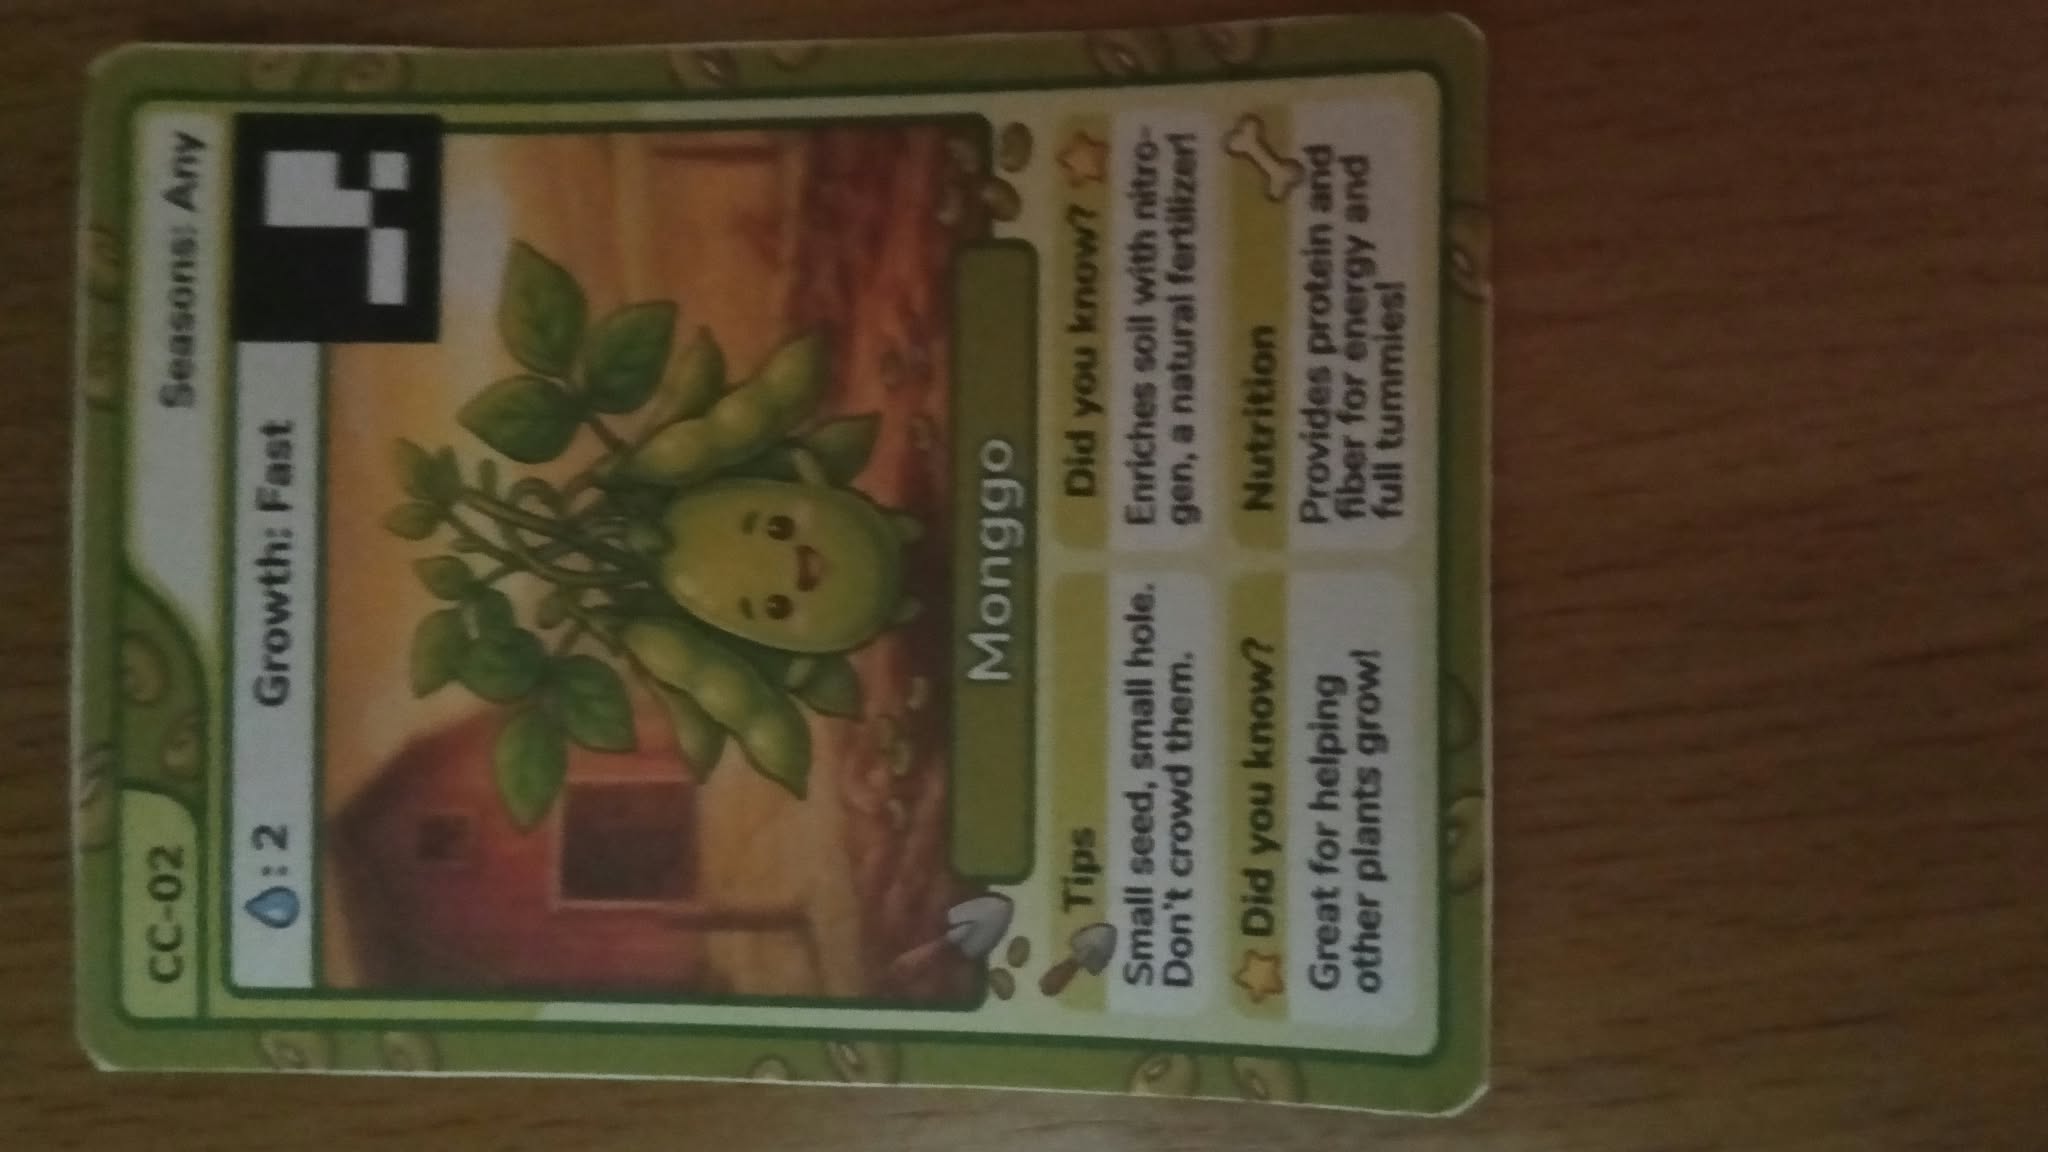 CC-02
Seasons: Any
: 2
Growth: Fast
Monggo
Tips
Small seed, small hole.
Don't crowd them.
Did you know?
Enriches soil with nitro-
gen, a natural fertilizer!
Did you know?
Great for helping
other plants grow!
Nutrition
Provides protein and
fiber for energy and
full tummies!